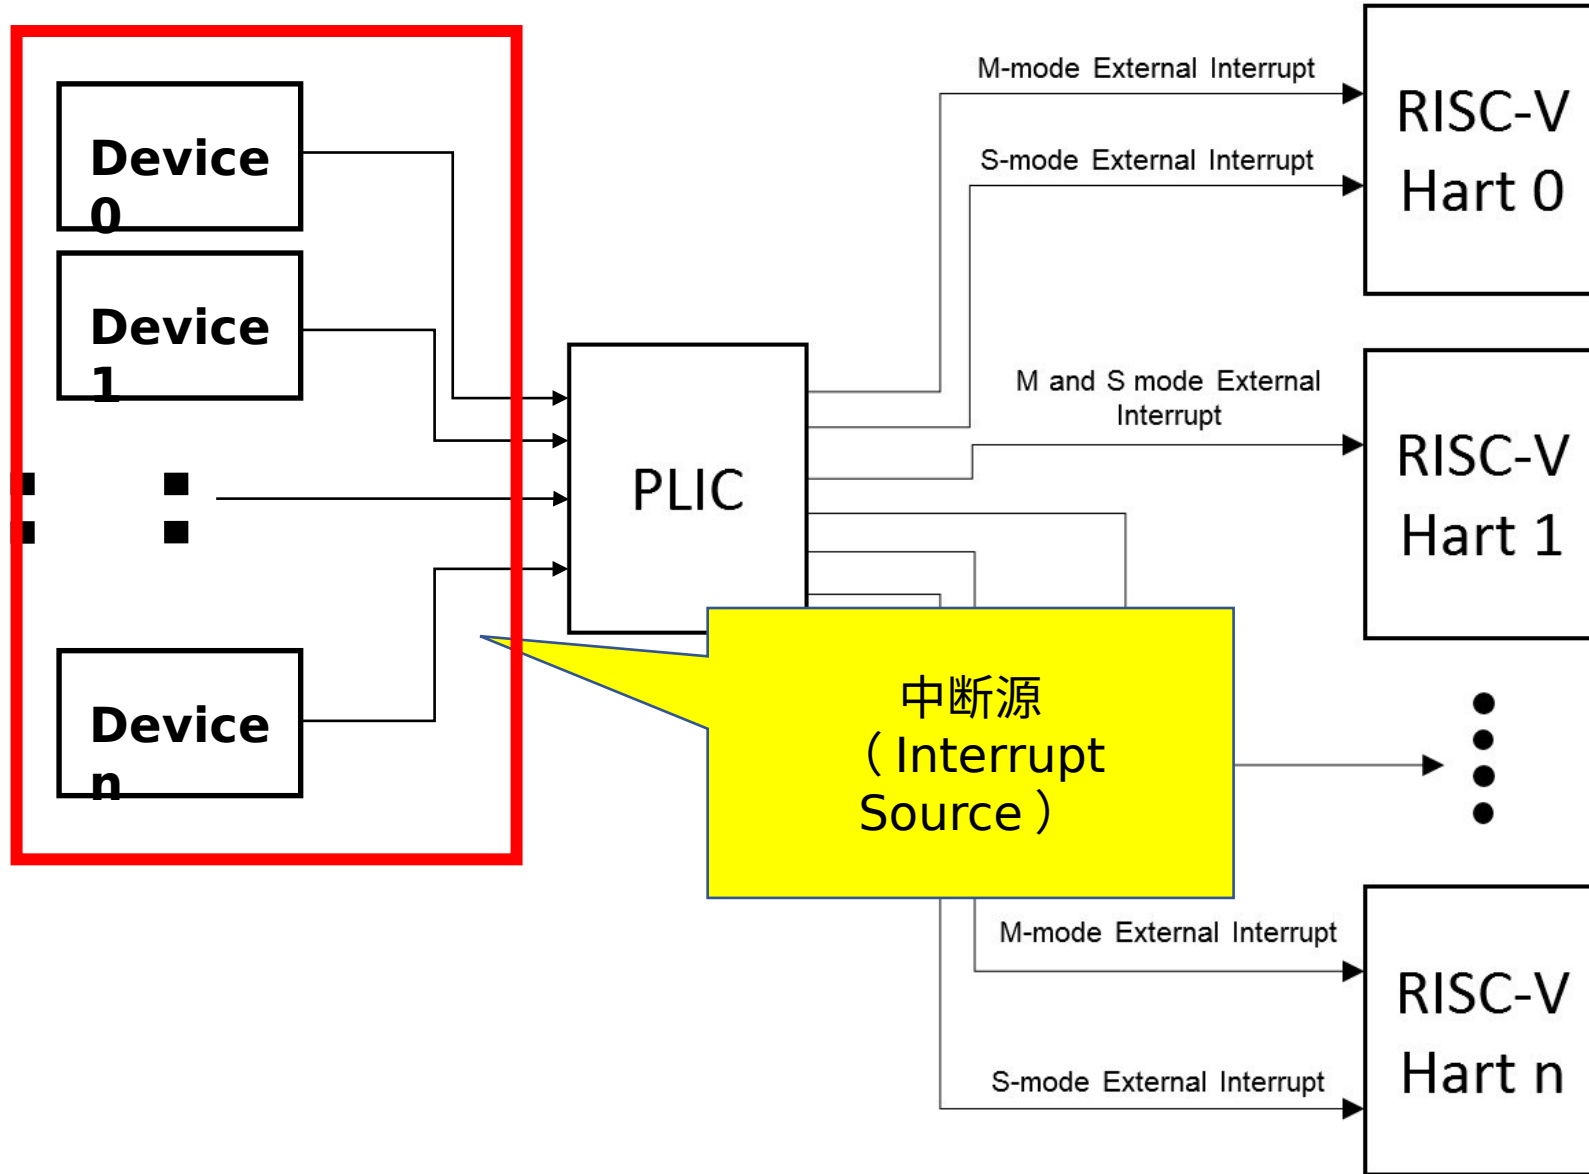 Device
0
Device
1
Device
n
PLIC
中断源
（Interrupt
Source）
M-mode External Interrupt
S-mode External Interrupt
RISC-V
Hart 0
M and S mode External
Interrupt
RISC-V
Hart 1
M-mode External Interrupt
S-mode External Interrupt
RISC-V
Hart n